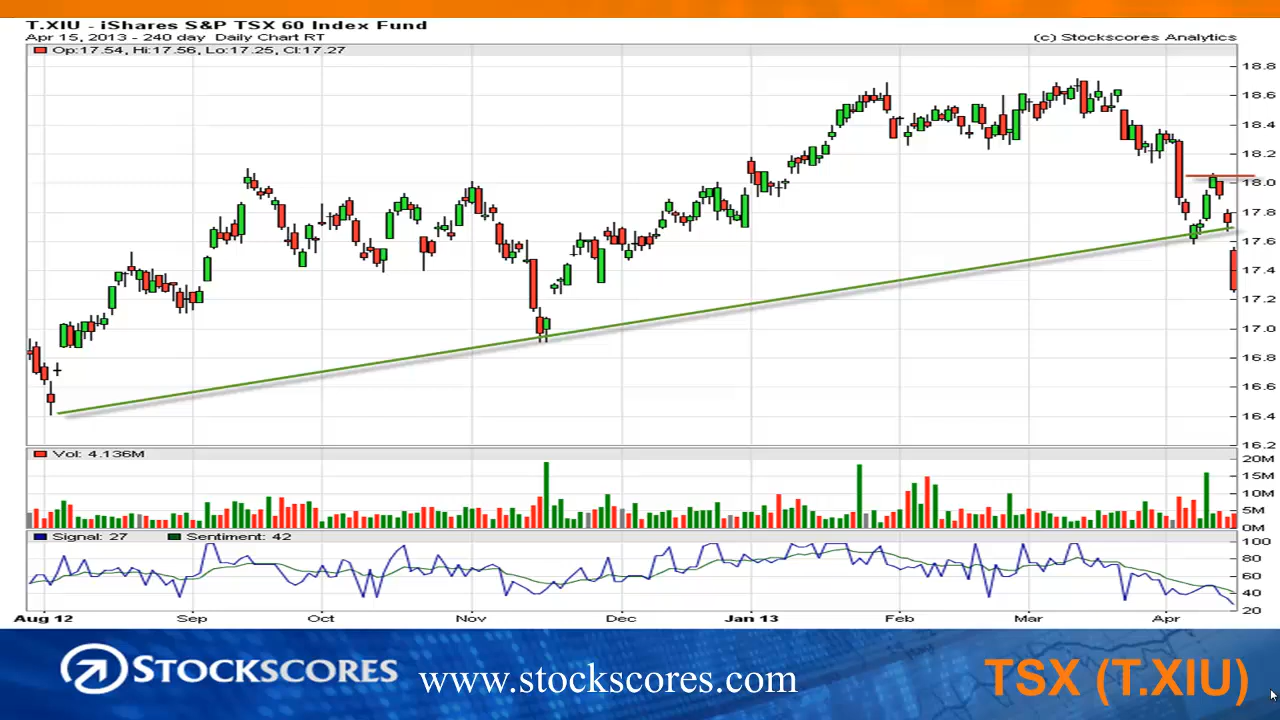 T.XIU - iShares S&P TSX 60 Index Fund
Apr 15, 2013 - 240 day Daily Chart RT
(c) Stockscores Analytics
Op:17.54, Hi:17.56, Lo:17.25, Cl:17.27
18.8
18.6
18.4
18.2
18.0
17.8
17.6
17.4
17.2
17.0
16.8
16.6
16.4
16.2
Vol: 4.136M
20M
15M
10M
5M
0M
Signal: 27 Sentiment: 42
100
80
60
40
20
Aug 12 Sep Oct Nov Dec Jan 13 Feb Mar Apr
STOCKSCORES
www.stockscores.com
TSX (T.XIU)